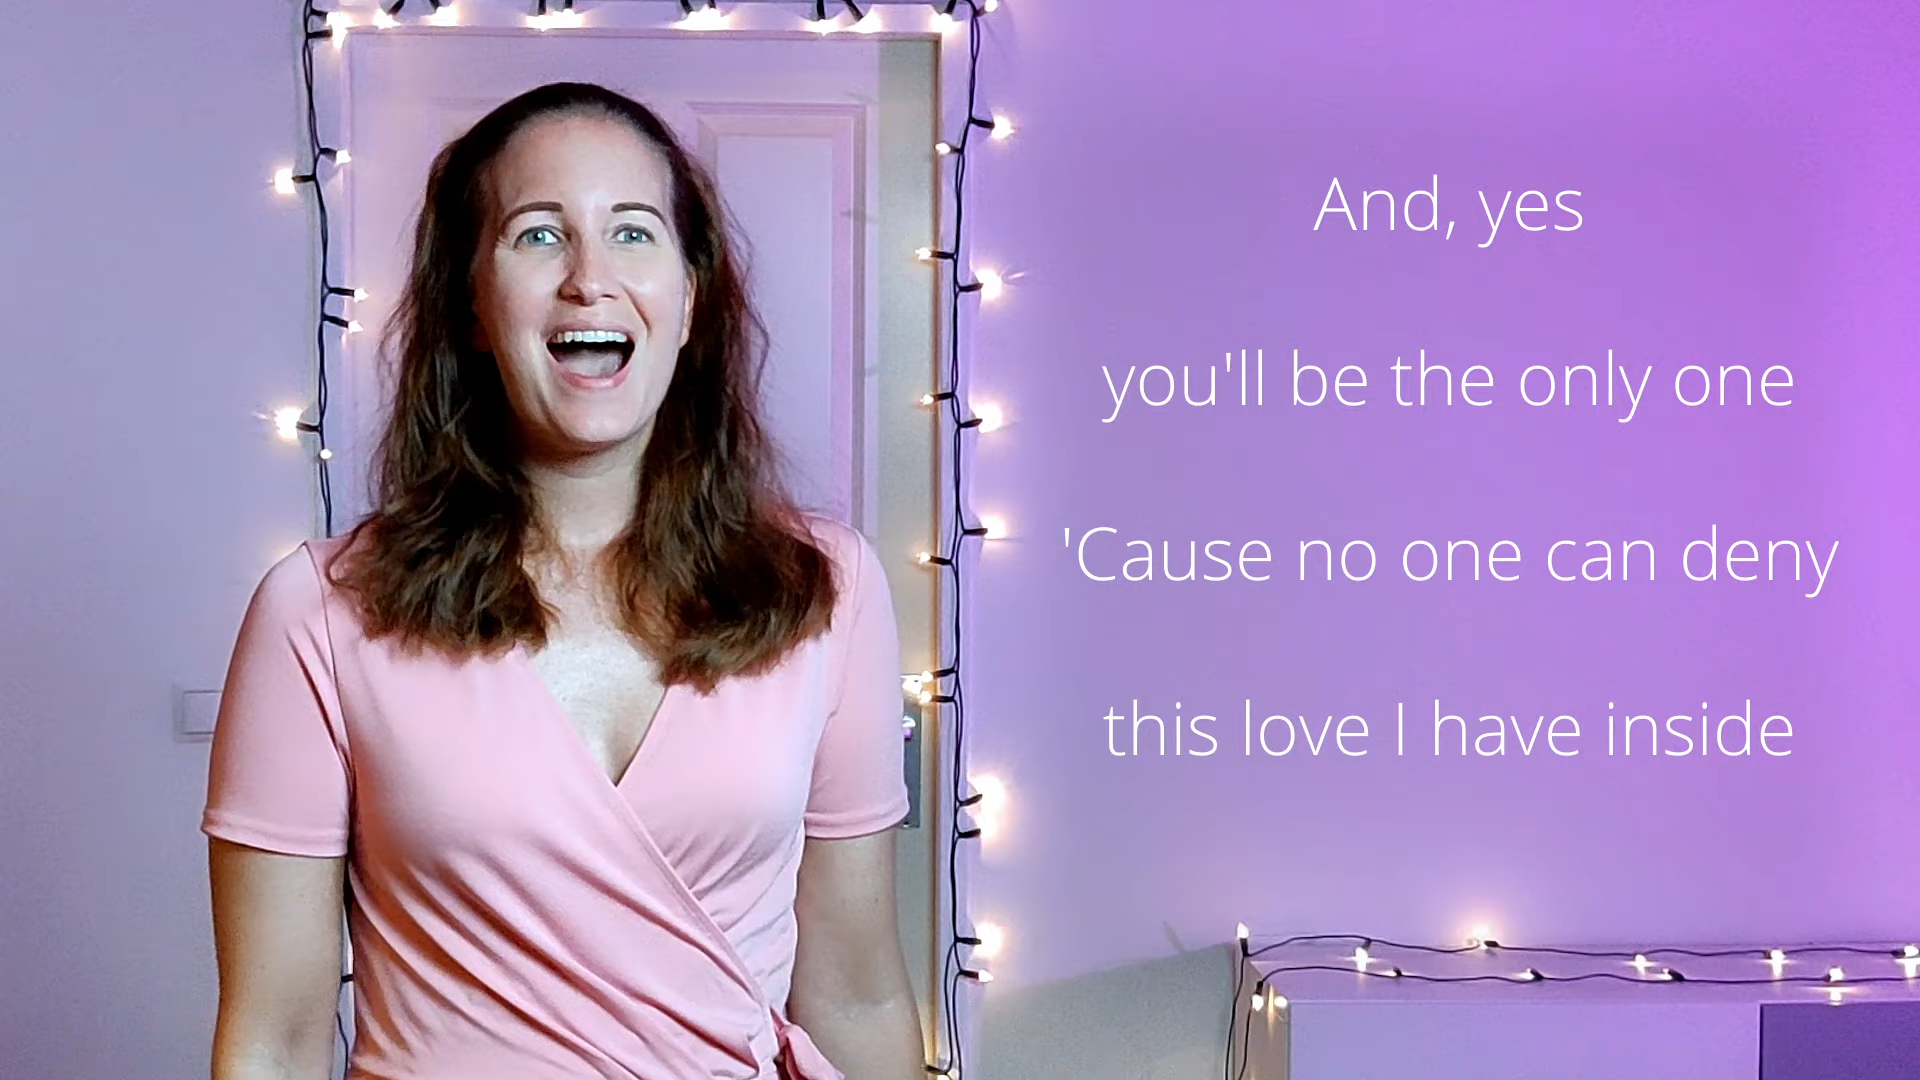 And, yes
you'll be the only one
'Cause no one can deny
this love I have inside